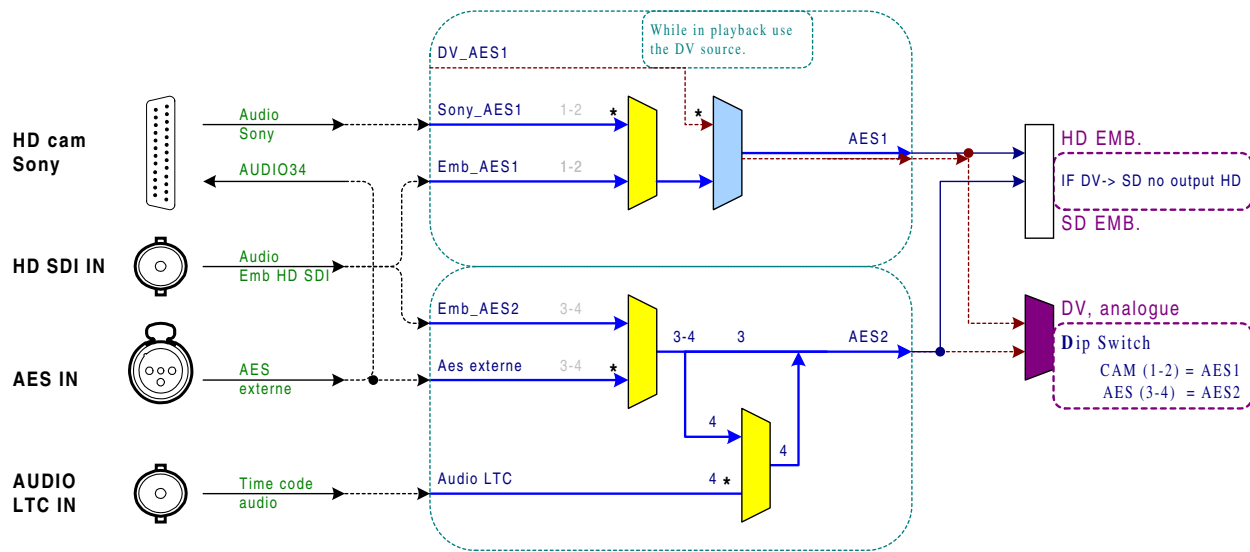 While in playback use
the DV source.
DV_AES1
HD cam
Sony
Audio
Sony
AUDIO34
Sony_AES1
1-2
*
*
Emb_AES1
1-2
AES1
HD EMB.
IF DV-> SD no output HD
SD EMB.
HD SDI IN
Audio
Emb HD SDI
Emb_AES2
3-4
AES IN
AES
externe
Aes externe
3-4
*
3-4
3
AES2
DV, analogue
Dip Switch
CAM (1-2) = AES1
AES (3-4) = AES2
4
4
AUDIO
LTC IN
Time code
audio
Audio LTC
4
*